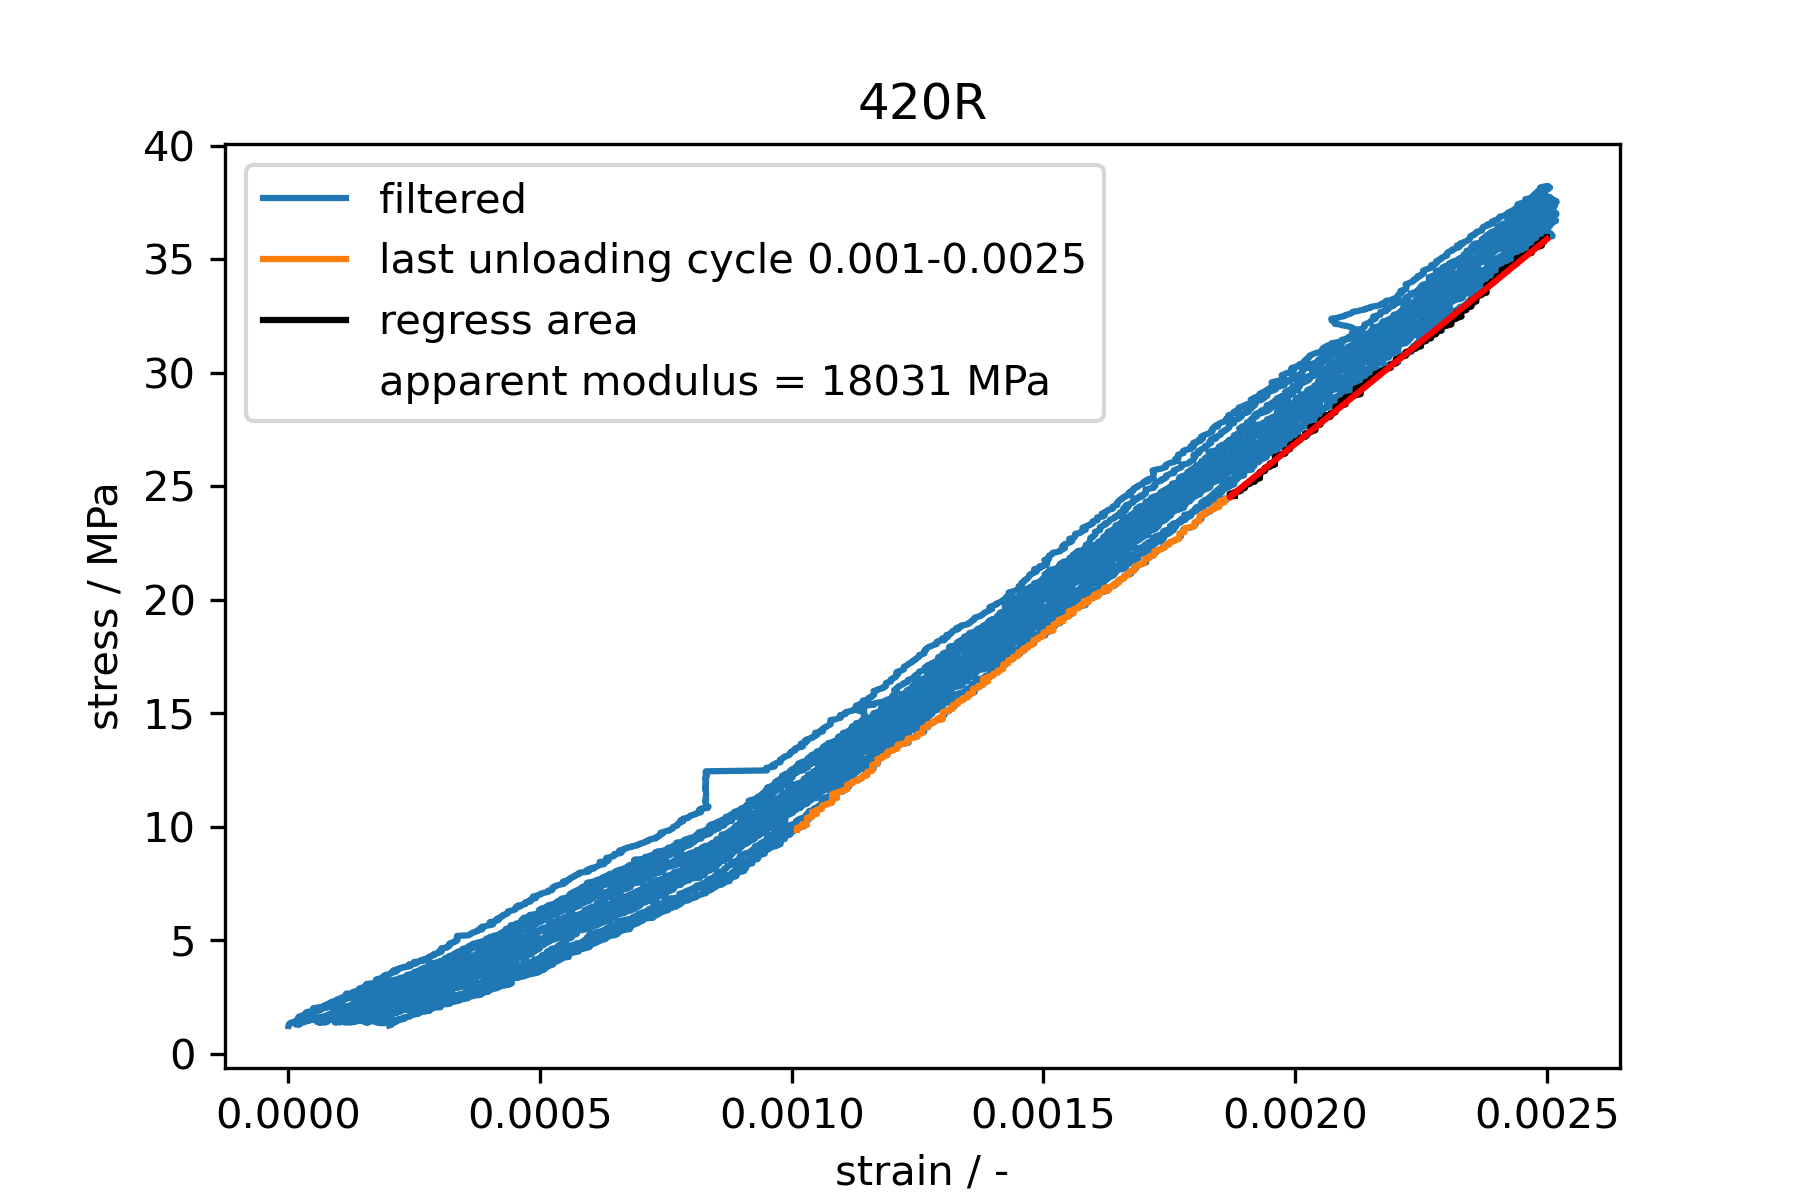 420R
40
35
30
25
20
15
10
5
0
stress / MPa
filtered
last unloading cycle 0.001-0.0025
regress area
apparent modulus = 18031 MPa
0.0000 0.0005 0.0010 0.0015 0.0020 0.0025
strain / -